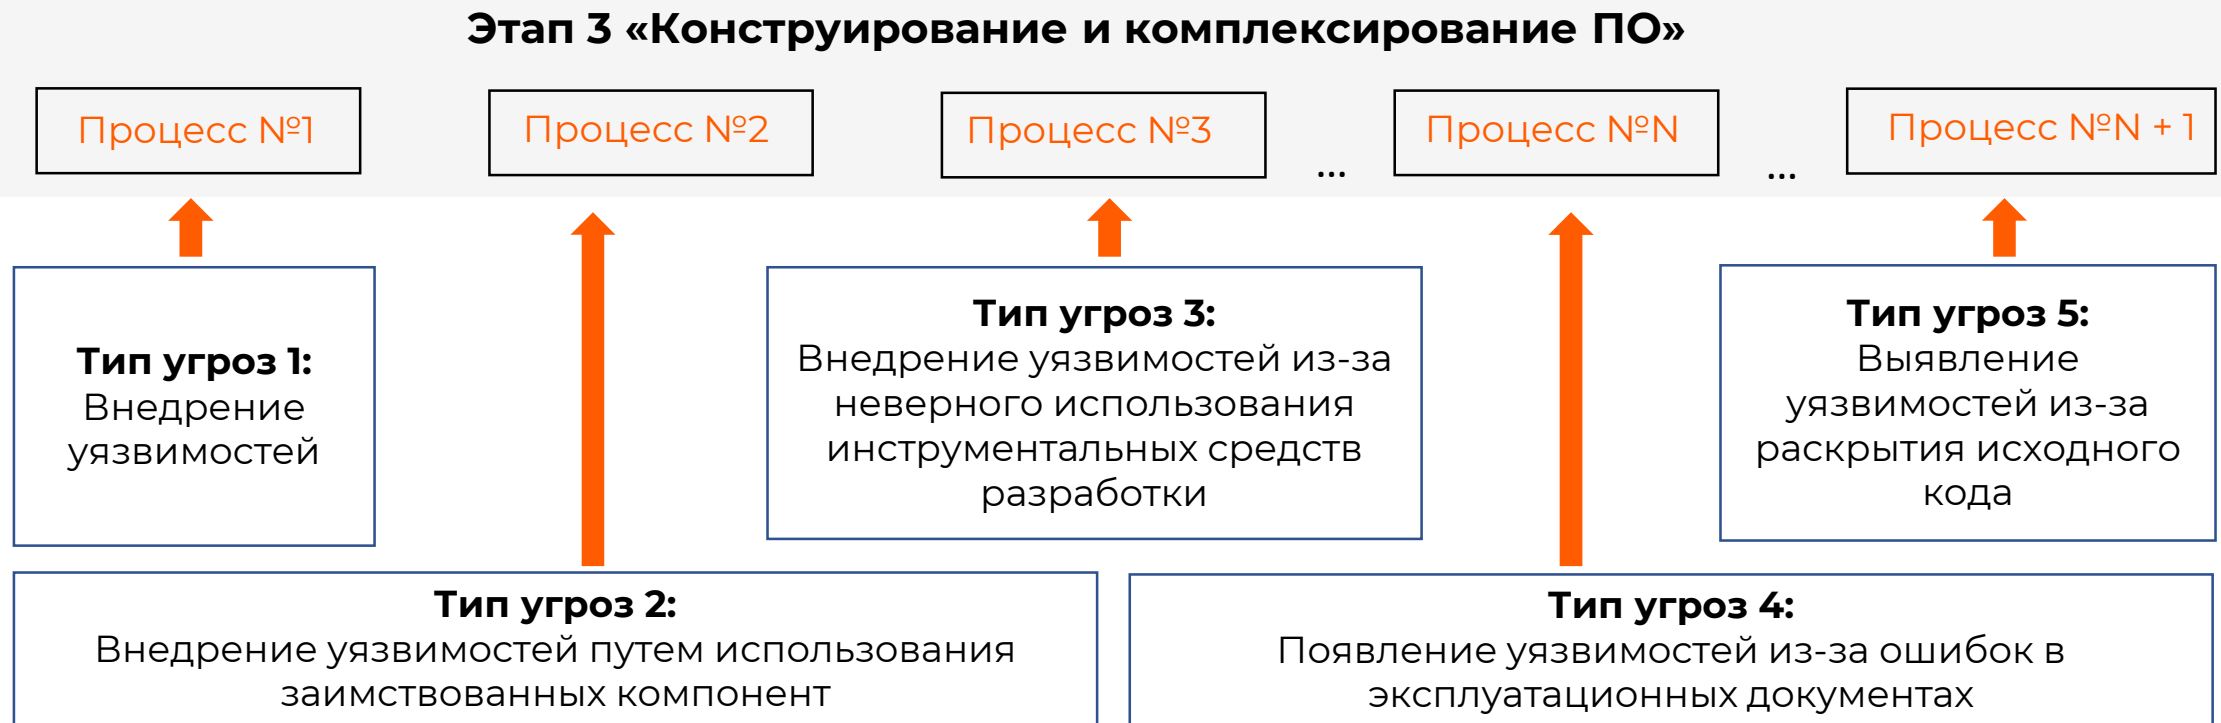 Этап 3 «Конструирование и комплексирование ПО»
Процесс №1
Процесс №2
Процесс №3
...
Процесс №N
...
Процесс №N + 1
Тип угроз 1:
Внедрение
уязвимостей
Тип угроз 3:
Внедрение уязвимостей из-за
неверного использования
инструментальных средств
разработки
Тип угроз 5:
Выявление
уязвимостей из-за
раскрытия исходного
кода
Тип угроз 2:
Внедрение уязвимостей путем использования
заимствованных компонент
Тип угроз 4:
Появление уязвимостей из-за ошибок в
эксплуатационных документах